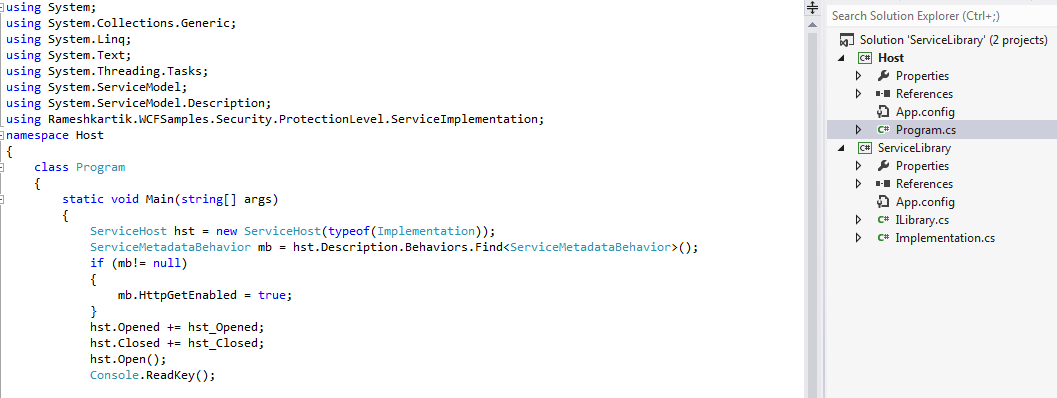 using System;
using System.Collections.Generic;
using System.Linq;
using System.Text;
using System.Threading.Tasks;
using System.ServiceModel;
using System.ServiceModel.Description;
using Rameshkartik.WCFSamples.Security.ProtectionLevel.ServiceImplementation;
namespace Host
{
    class Program
    {
        static void Main(string[] args)
        {
            ServiceHost hst = new ServiceHost(typeof(Implementation));
            ServiceMetadataBehavior mb = hst.Description.Behaviors.Find<ServiceMetadataBehavior>();
            if (mb!= null)
            {
                mb.HttpGetEnabled = true;
            }
            hst.Opened += hst_Opened;
            hst.Closed += hst_Closed;
            hst.Open();
            Console.ReadKey();
Search Solution Explorer (Ctrl+;)
Solution 'ServiceLibrary' (2 projects)
C# Host
Properties
References
App.config
C# Program.cs
C# ServiceLibrary
Properties
References
App.config
C# ILibrary.cs
C# Implementation.cs